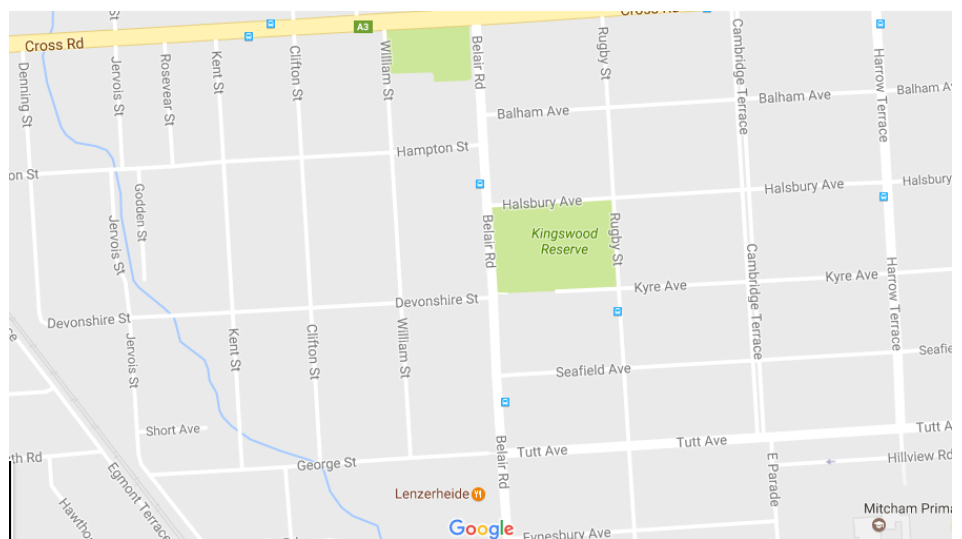 Cross Rd
Cross Rd
A3
St
Denning St
Jervois St
Rosevear St
Kent St
Clifton St
William St
Belair Rd
Rugby St
Cambridge Terrace
Harrow Terrace
Balham Ave
Balham Ave
Balham A
Hampton St
on St
Godden St
Jervois St
Halsbury Ave
Halsbury Ave
Halsbury
Belair Rd
Kingswood
Reserve
Rugby St
Cambridge Terrace
Harrow Terrace
Kyre Ave
Kyre Ave
Devonshire St
Devonshire St
ce
Jervois St
Kent St
Clifton St
William St
Seafield Ave
Seafie
Short Ave
Belair Rd
Tutt Ave
Tutt Ave
Tutt A
th Rd
Egmont Terrace
George St
E Parade
Hillview Rd
Hawtho
Lenzerheide
Mitcham Prima
Google
Eynesbury Ave